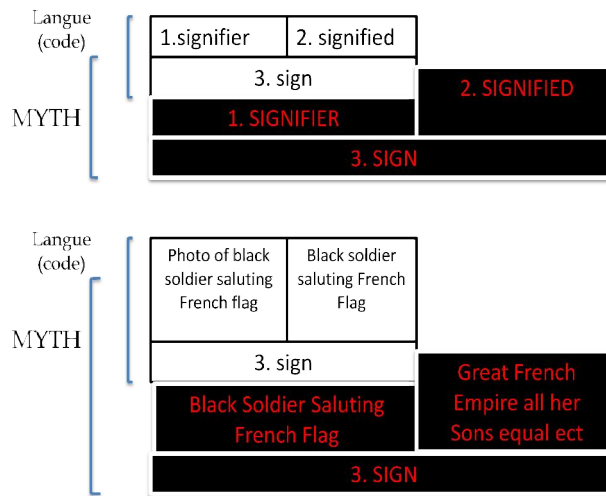 Langue
(code)
1.signifier
2. signified
3. sign
MYTH
1. SIGNIFIER
2. SIGNIFIED
3. SIGN
Langue
(code)
Photo of black
soldier saluting
French flag
Black soldier
saluting French
Flag
MYTH
3. sign
Black Soldier Saluting
French Flag
Great French
Empire all her
Sons equal ect
3. SIGN